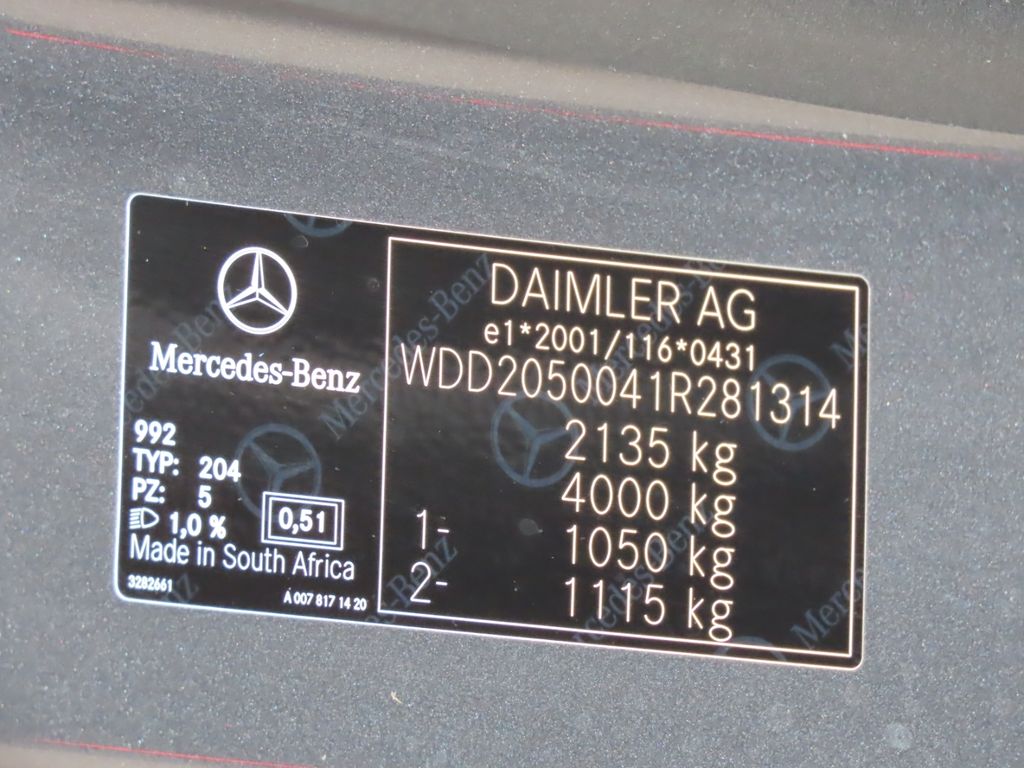 Mercedes-Benz
992
TYP: 204
PZ: 5
1,0 %
0,51
Made in South Africa
3282661
A 007 817 14 20
DAIMLER AG
e1*2001/116*0431
WDD2050041R281314
2135 kg
4000 kg
1- 1050 kg
2- 1115 kg